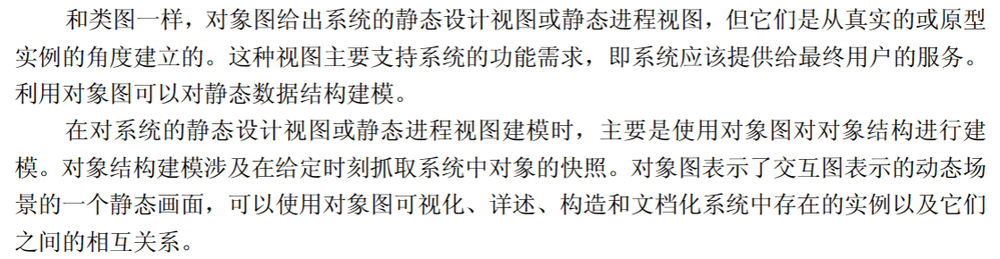 和类图一样，对象图给出系统的静态设计视图或静态进程视图，但它们是从真实的或原型
实例的角度建立的。这种视图主要支持系统的功能需求，即系统应该提供给最终用户的服务。
利用对象图可以对静态数据结构建模。
在对系统的静态设计视图或静态进程视图建模时，主要是使用对象图对对象结构进行建
模。对象结构建模涉及在给定时刻抓取系统中对象的快照。对象图表示了交互图表示的动态场
景的一个静态画面，可以使用对象图可视化、详述、构造和文档化系统中存在的实例以及它们
之间的相互关系。